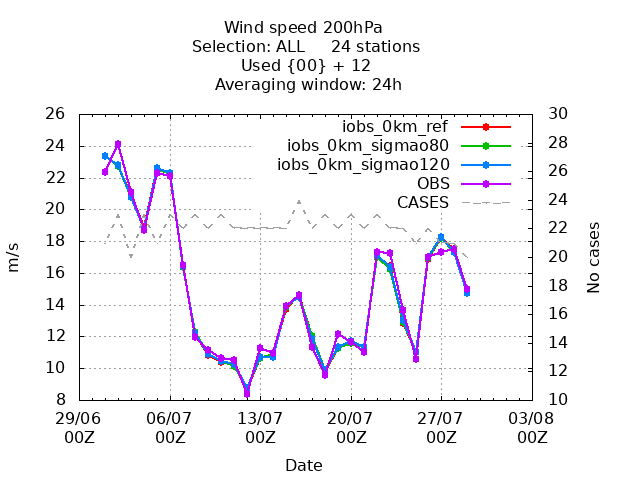 Wind speed 200hPa
Selection: ALL 24 stations
Used {00} + 12
Averaging window: 24h
26 30
24 28
22 26
20 24
18 22
16 20
14 18
12 16
10 14
8 12
10
iobs_0km_ref
iobs_0km_sigmao80
iobs_0km_sigmao120
OBS
CASES
m/s
No cases
29/06 06/07 13/07 20/07 27/07 03/08
00Z 00Z 00Z 00Z 00Z 00Z
Date